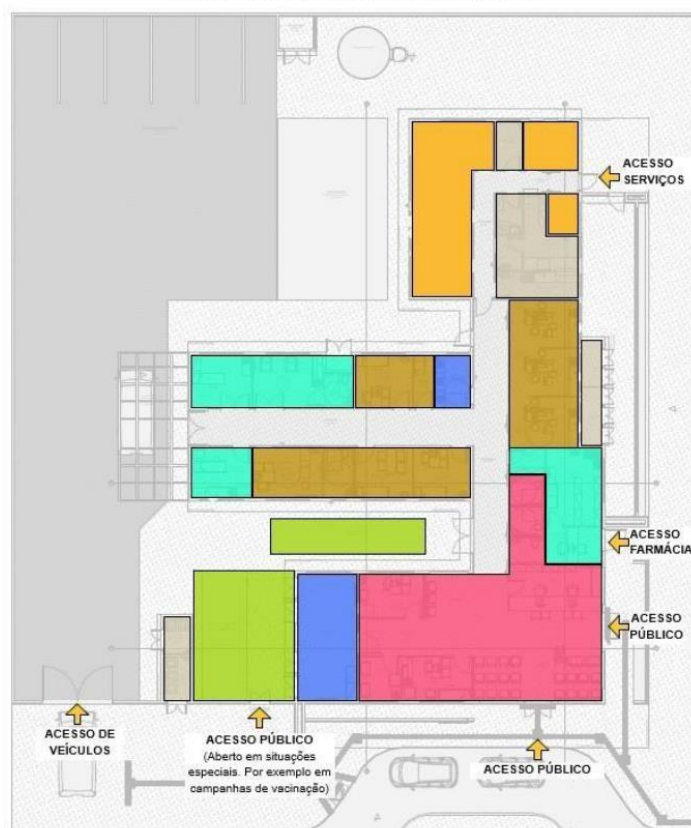 ACESSO
SERVIÇOS
ACESSO
FARMÁCIA
ACESSO
PÚBLICO
ACESSO DE
VEÍCULOS
ACESSO PÚBLICO
(Aberto em situações
especiais. Por exemplo em
campanhas de vacinação)
ACESSO PÚBLICO